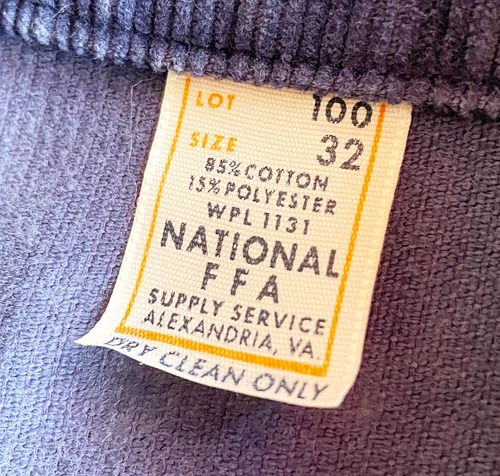 LOT 100
SIZE 32
85% COTTON
15% POLYESTER
WPL 1131
NATIONAL
FFA
SUPPLY SERVICE
ALEXANDRIA, VA.
DRY CLEAN ONLY